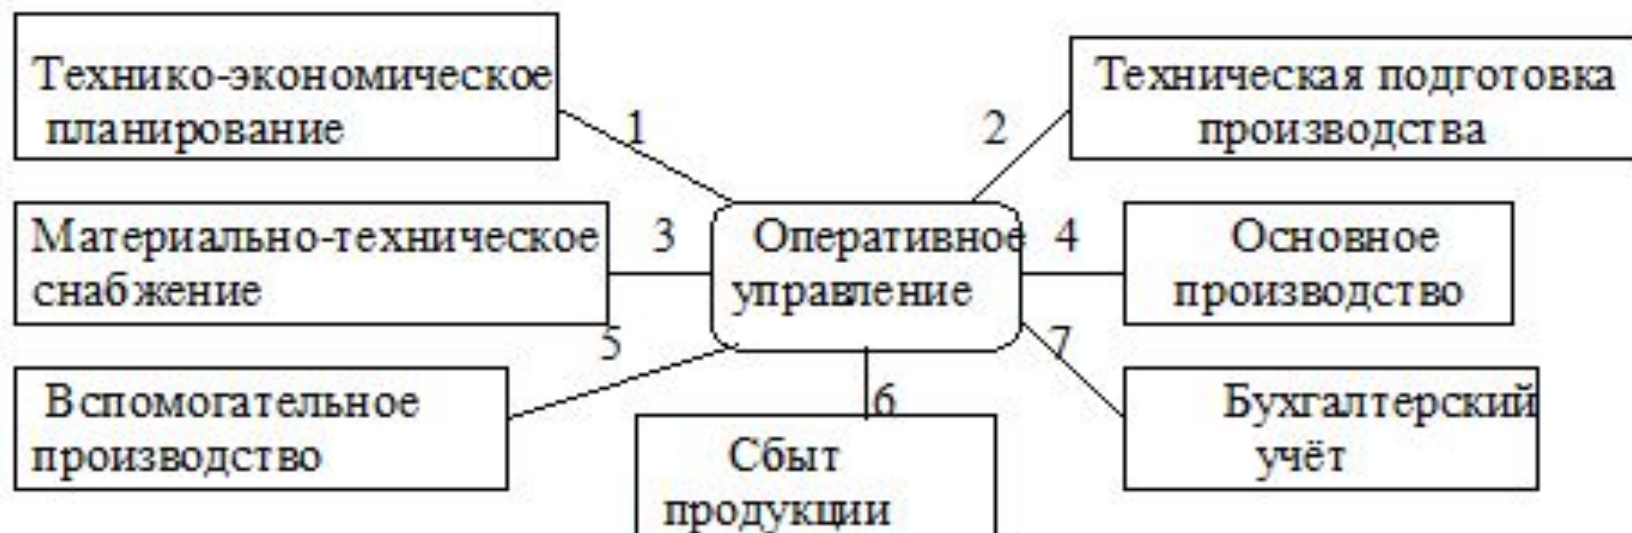 Технико-экономическое
планирование
1
2
Техническая подготовка
производства
Материально-техническое
снабжение
3
Оперативное
управление
4
Основное
производство
5
7
Вспомогательное
производство
6
Сбыт
продукции
Бухгалтерский
учёт